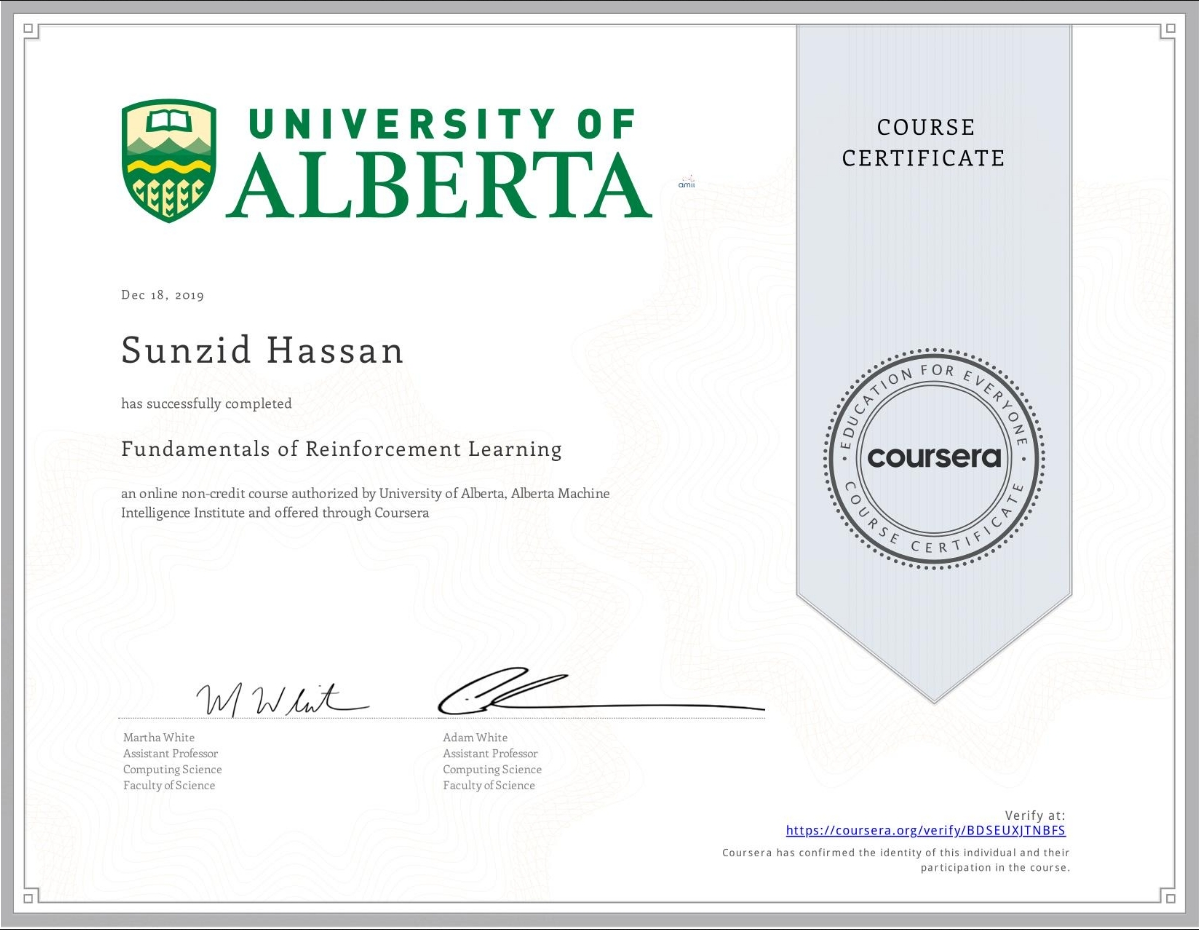 UNIVERSITY OF
ALBERTA
amii
COURSE
CERTIFICATE
Dec 18, 2019
Sunzid Hassan
has successfully completed
Fundamentals of Reinforcement Learning
an online non-credit course authorized by University of Alberta, Alberta Machine
Intelligence Institute and offered through Coursera
EDUCATION FOR EVERYONE
coursera
COURSE CERTIFICATE
M White
Martha White
Assistant Professor
Computing Science
Faculty of Science
Adam White
Assistant Professor
Computing Science
Faculty of Science
Verify at:
https://coursera.org/verify/BDSEUXJTNBFS
Coursera has confirmed the identity of this individual and their
participation in the course.